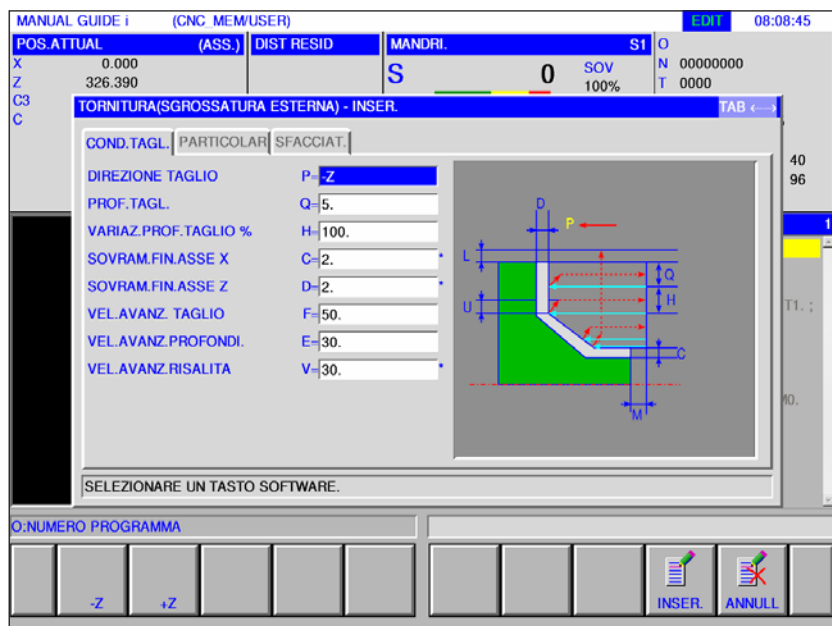 MANUAL GUIDE i (CNC_MEM/USER) EDIT 08:08:45
POS.ATTUAL (ASS.) DIST RESID MANDRI. S1 O
X 0.000 S 0 SOV N 00000000
Z 326.390 100% T 0000
C3
C
TORNITURA(SGROSSATURA ESTERNA) - INSER. TAB ←→
COND.TAGL. PARTICOLAR SFACCIAT.
40
96
DIREZIONE TAGLIO P= -Z
PROF.TAGL. Q= 5.
VARIAZ.PROF.TAGLIO % H= 100.
SOVRAM.FIN.ASSE X C= 2. *
SOVRAM.FIN.ASSE Z D= 2. *
VEL.AVANZ. TAGLIO F= 50.
VEL.AVANZ.PROFONDI. E= 30.
VEL.AVANZ.RISALITA V= 30. *
D
P
L
Q
U
H
C
M
1
T1. ;
M0.
SELEZIONARE UN TASTO SOFTWARE.
O:NUMERO PROGRAMMA
-Z +Z INSER. ANNULL